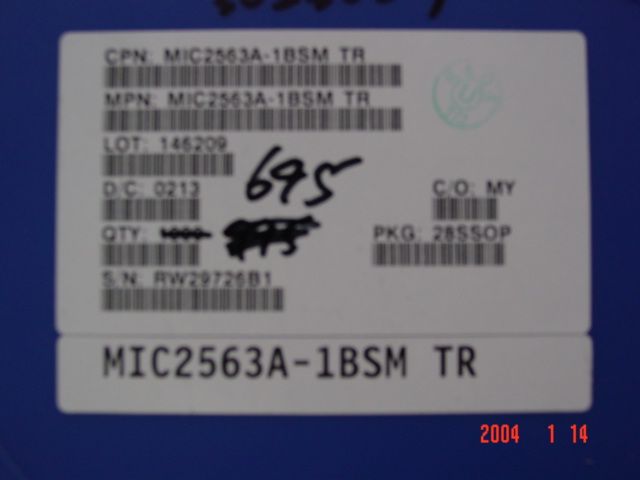 CPN: MIC2563A-1BSM TR
MPN: MIC2563A-1BSM TR
LOT: 146209
D/C: 0213
695
C/O: MY
QTY:
PKG: 28SSOP
S/N: RW29726B1
MIC2563A-1BSM TR
2004 1 14